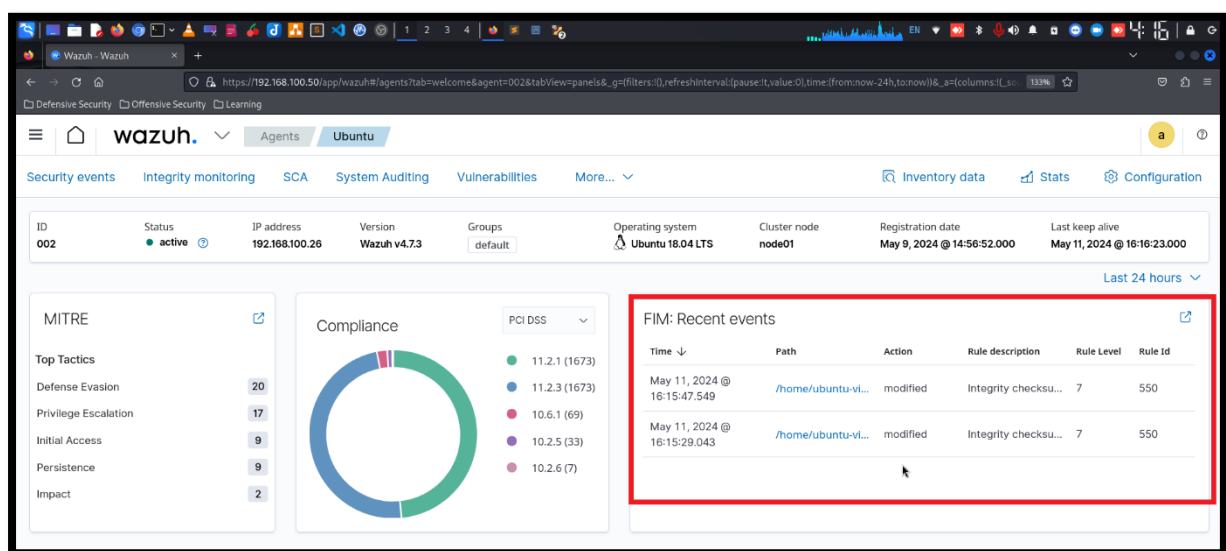 1 2 3 4 EN 4:16
Wazuh - Wazuh
https://192.168.100.50/app/wazuh#/agents?tab=welcome&agent=002&tabView=panels&_g=(filters:!(),refreshInterval:(pause:!t,value:0),time:(from:now-24h,to:now))&_a=(columns:!(_so 133%
Defensive Security Offensive Security Learning
wazuh. Agents Ubuntu a
Security events Integrity monitoring SCA System Auditing Vulnerabilities More... Inventory data Stats Configuration
ID Status IP address Version Groups Operating system Cluster node Registration date Last keep alive
002 active 192.168.100.26 Wazuh v4.7.3 default Ubuntu 18.04 LTS node01 May 9, 2024 @ 14:56:52.000 May 11, 2024 @ 16:16:23.000
Last 24 hours
MITRE
Top Tactics
Defense Evasion 20
Privilege Escalation 17
Initial Access 9
Persistence 9
Impact 2
Compliance PCI DSS
11.2.1 (1673)
11.2.3 (1673)
10.6.1 (69)
10.2.5 (33)
10.2.6 (7)
FIM: Recent events
Time Path Action Rule description Rule Level Rule Id
May 11, 2024 @
16:15:47.549 /home/ubuntu-vi... modified Integrity checksu... 7 550
May 11, 2024 @
16:15:29.043 /home/ubuntu-vi... modified Integrity checksu... 7 550